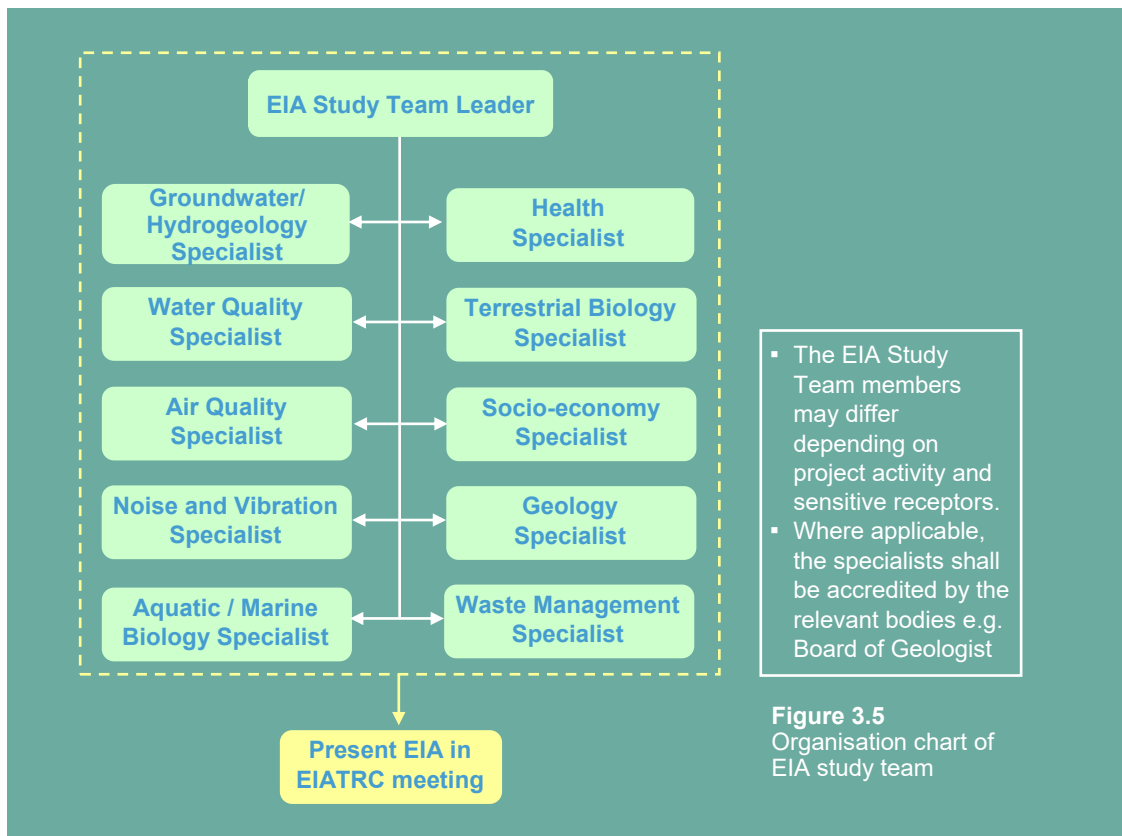 EIA Study Team Leader
Groundwater/
Hydrogeology
Specialist
Health
Specialist
Water Quality
Specialist
Terrestrial Biology
Specialist
Air Quality
Specialist
Socio-economy
Specialist
Noise and Vibration
Specialist
Geology
Specialist
Aquatic / Marine
Biology Specialist
Waste Management
Specialist
Present EIA in
EIATRC meeting
▪ The EIA Study
Team members
may differ
depending on
project activity and
sensitive receptors.
▪ Where applicable,
the specialists shall
be accredited by the
relevant bodies e.g.
Board of Geologist
Figure 3.5
Organisation chart of
EIA study team